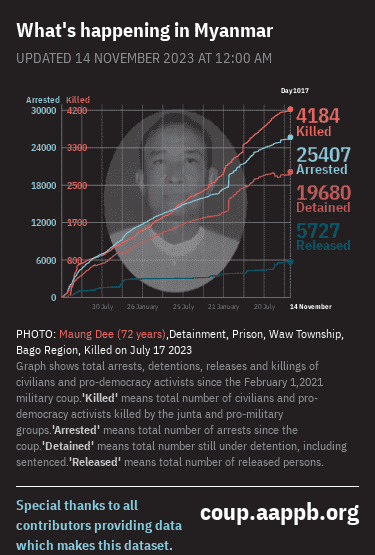 What's happening in Myanmar
UPDATED 14 NOVEMBER 2023 AT 12:00 AM
Day1017
Arrested Killed
30000 4200
24000 3300
18000 2500
12000 1700
6000 800
0
4184
Killed
25407
Arrested
19680
Detained
5727
Released
30 July 26 January 25 July 21 January 20 July 14 November
PHOTO: Maung Dee (72 years),Detainment, Prison, Waw Township,
Bago Region, Killed on July 17 2023
Graph shows total arrests, detentions, releases and killings of
civilians and pro-democracy activists since the February 1,2021
military coup.'Killed' means total number of civilians and pro-
democracy activists killed by the junta and pro-military
groups.'Arrested' means total number of arrests since the
coup.'Detained' means total number still under detention, including
sentenced.'Released' means total number of released persons.
Special thanks to all
contributors providing data
which makes this dataset.
coup.aappb.org